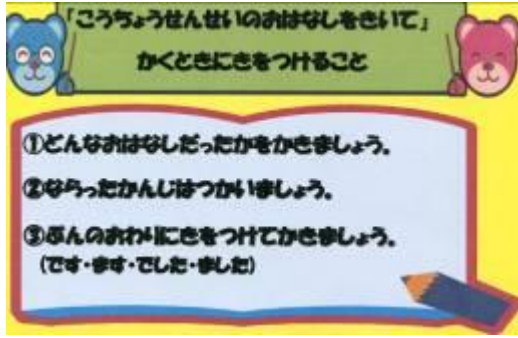 「こうちょうせんせいのおはなしをきいて」
かくときにきをつけること
①どんなおはなしだったかをかきましょう。
②ならったかんじはつかいましょう。
③ぶんのおわりにきをつけてかきましょう。
(です・ます・でした・ました)